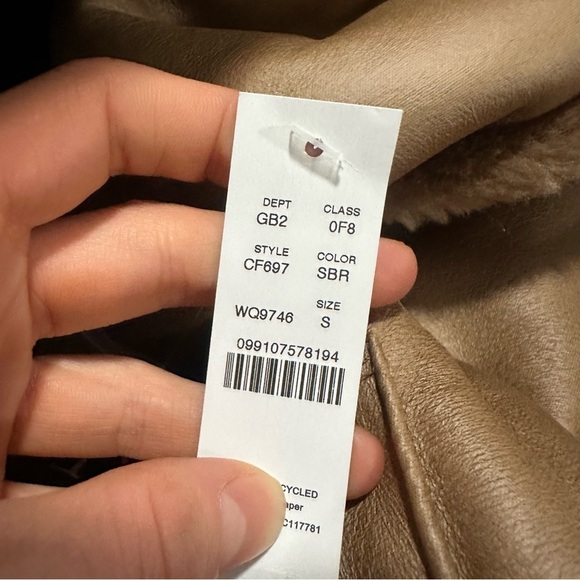 DEPT CLASS
GB2 0F8
STYLE COLOR
CF697 SBR
SIZE
WQ9746 S
099107578194
CYCLED
aper
C117781